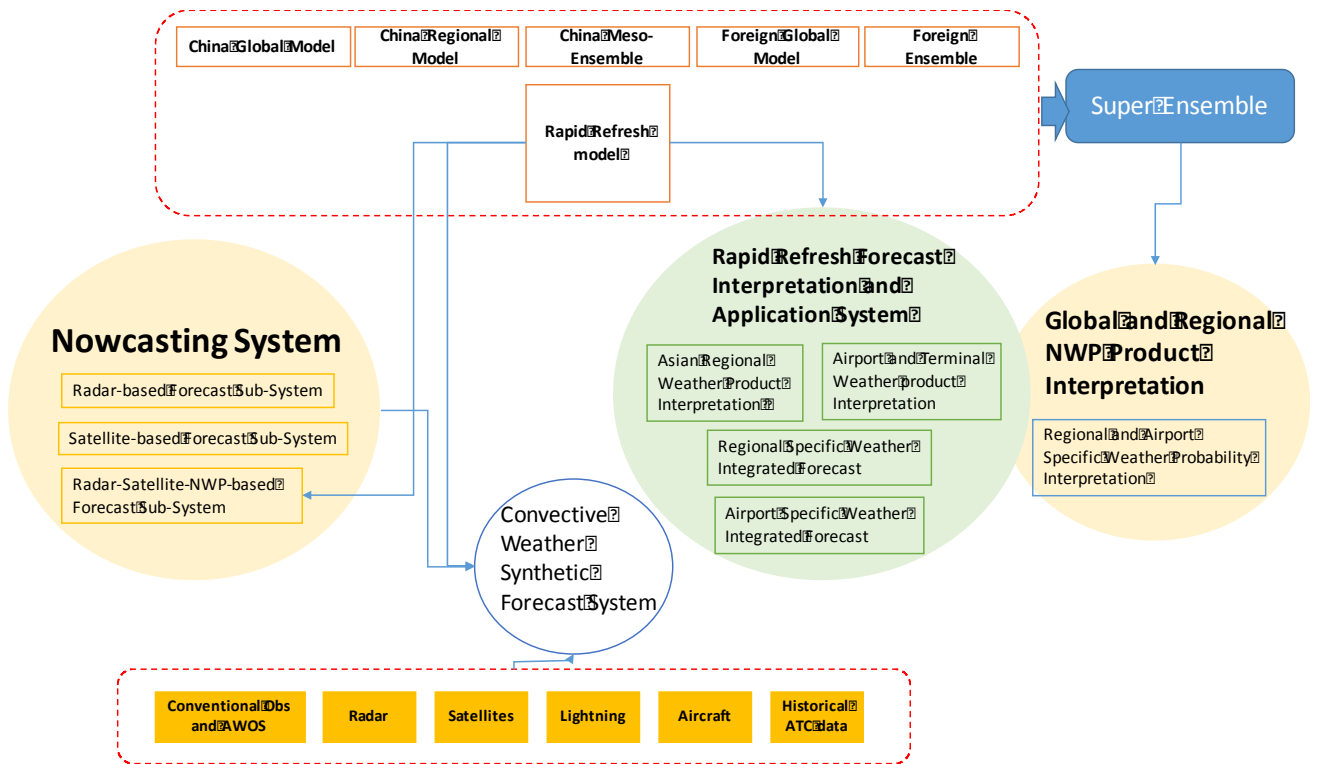 China Global Model
China Regional
Model
China Meso-
Ensemble
Foreign Global
Model
Foreign
Ensemble
Rapid Refresh
model
Super Ensemble
Nowcasting System
Radar-based Forecast Sub-System
Satellite-based Forecast Sub-System
Radar-Satellite-NWP-based
Forecast Sub-System
Convective
Weather
Synthetic
Forecast System
Rapid Refresh Forecast
Interpretation and
Application System
Asian Regional
Weather Product
Interpretation
Airport and Terminal
Weather product
Interpretation
Regional Specific Weather
Integrated Forecast
Airport Specific Weather
Integrated Forecast
Global and Regional
NWP Product
Interpretation
Regional and Airport
Specific Weather Probability
Interpretation
Conventional Obs
and AWOS
Radar
Satellites
Lightning
Aircraft
Historical
ATC data